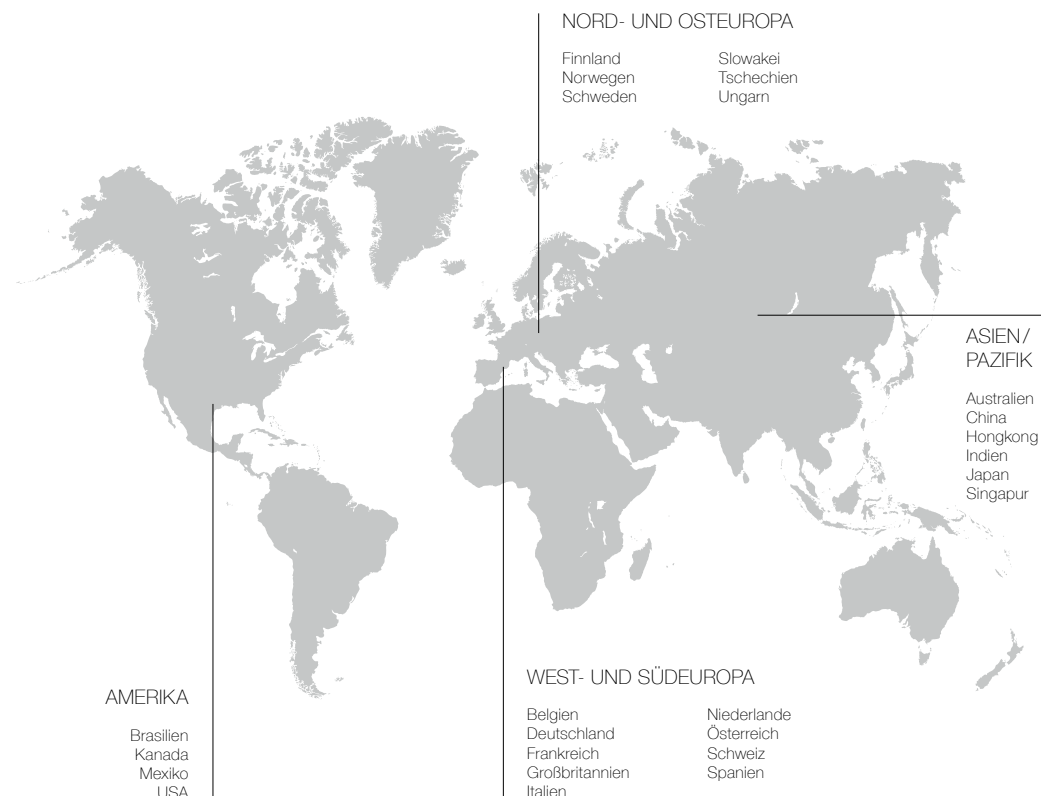 NORD- UND OSTEUROPA
Finnland
Norwegen
Schweden
Slowakei
Tschechien
Ungarn
ASIEN/
PAZIFIK
Australien
China
Hongkong
Indien
Japan
Singapur
AMERIKA
Brasilien
Kanada
Mexiko
USA
WEST- UND SÜDEUROPA
Belgien
Deutschland
Frankreich
Großbritannien
Italien
Niederlande
Österreich
Schweiz
Spanien